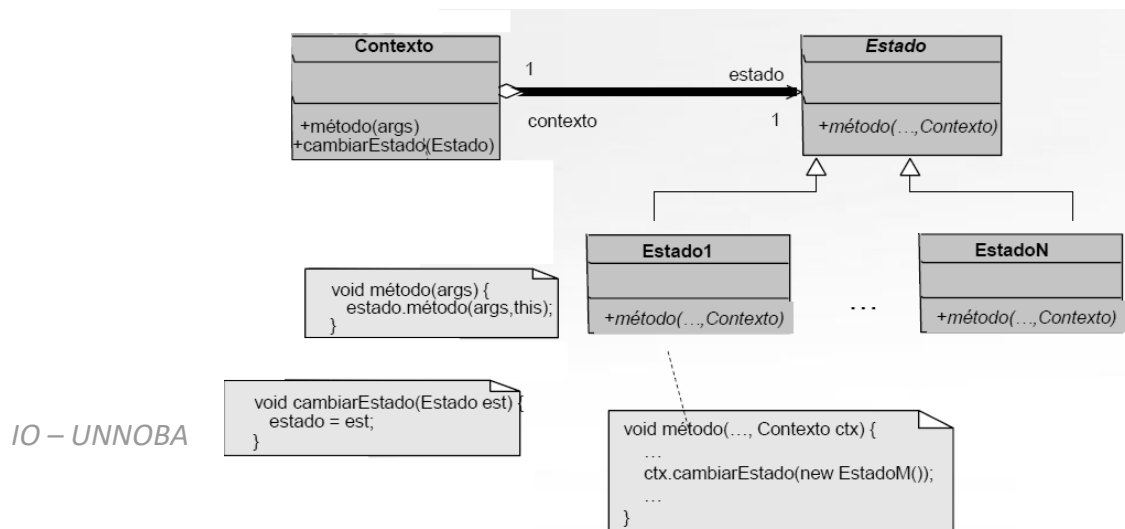 Contexto
+método(args)
+cambiarEstado(Estado)
1
contexto
estado
1
Estado
+método(...,Contexto)
Estado1
+método(...,Contexto)
...
EstadoN
+método(...,Contexto)
void método(args) {
estado.método(args,this);
}
void cambiarEstado(Estado est) {
estado = est;
}
IO – UNNOBA
void método(..., Contexto ctx) {
...
ctx.cambiarEstado(new EstadoM());
...
}